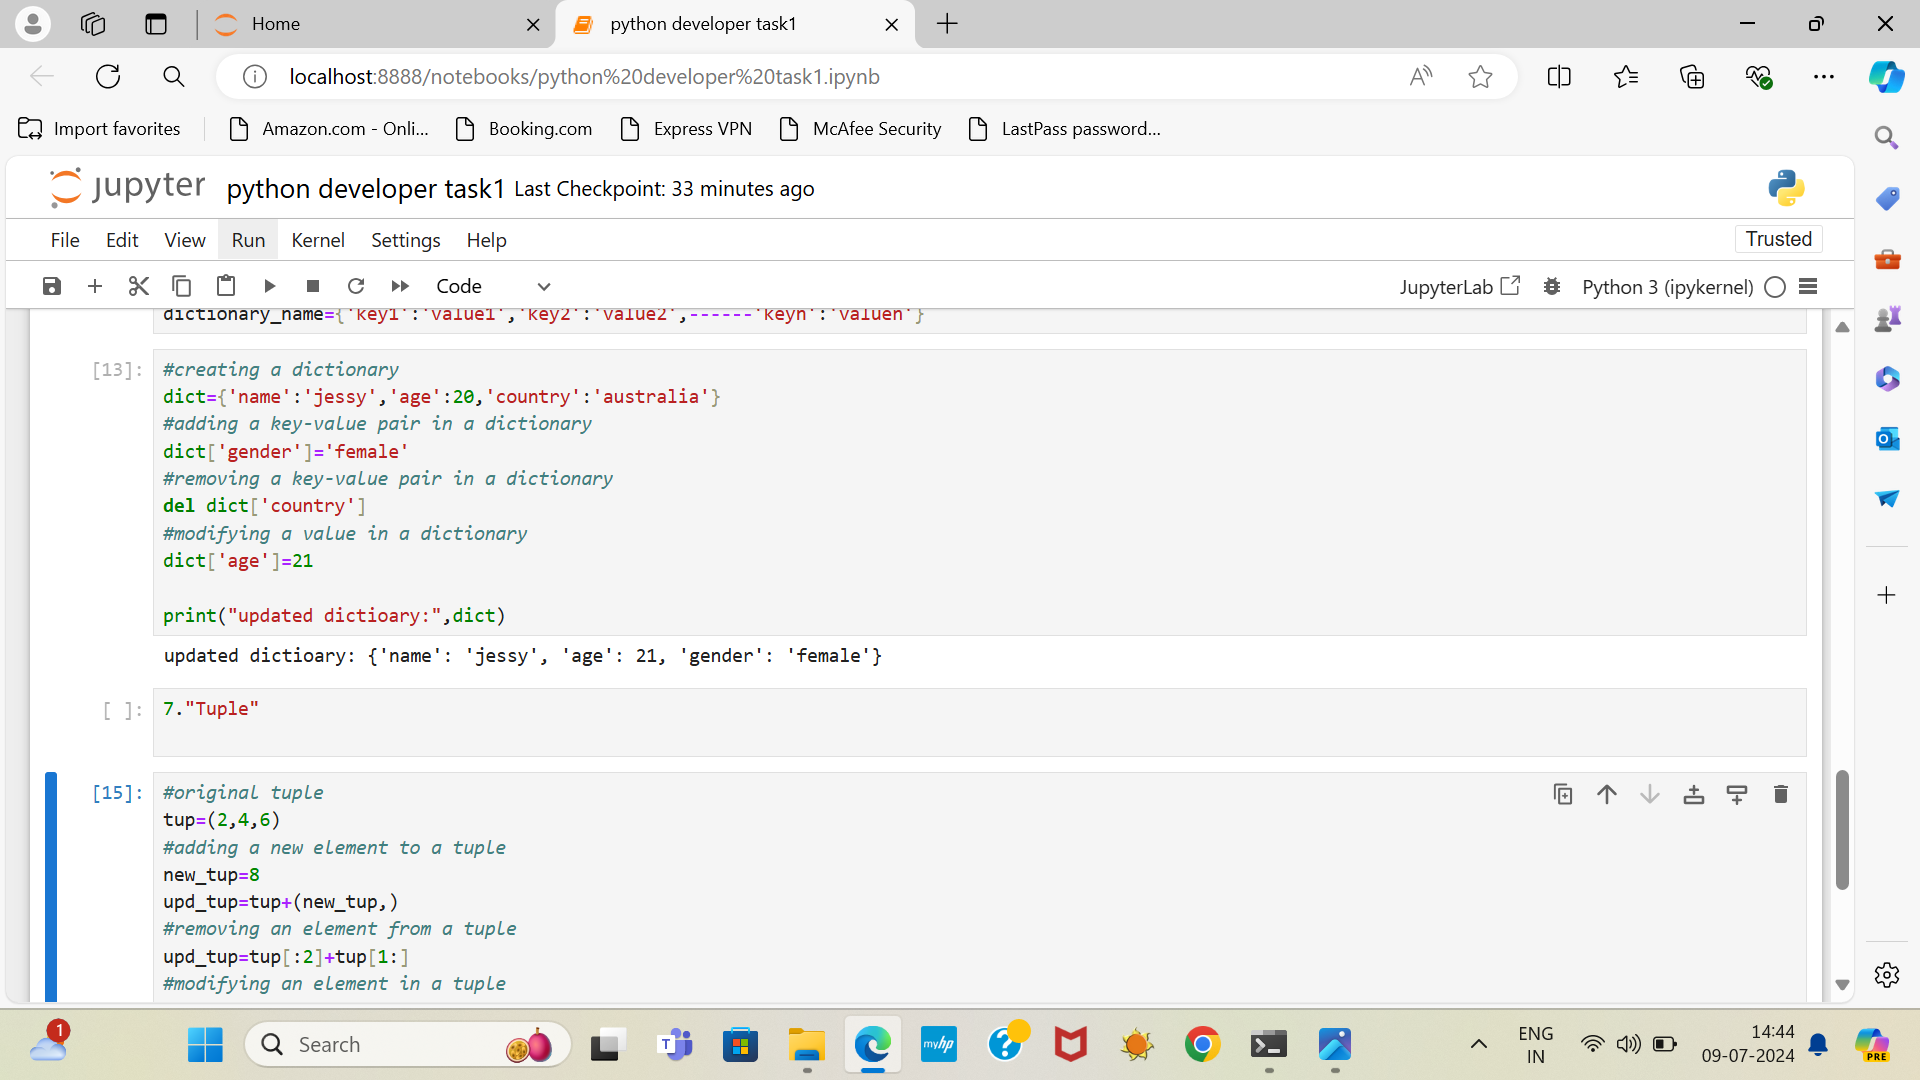 Home
python developer task1
localhost:8888/notebooks/python%20developer%20task1.ipynb
Import favorites
Amazon.com - Onli...
Booking.com
Express VPN
McAfee Security
LastPass password...
jupyter python developer task1 Last Checkpoint: 33 minutes ago
File Edit View Run Kernel Settings Help
Trusted
Code
JupyterLab
Python 3 (ipykernel)
dictionary_name={'key1':'value1','key2':'value2',------'keyn':'valuen'}
[13]:
#creating a dictionary
dict={'name':'jessy','age':20,'country':'australia'}
#adding a key-value pair in a dictionary
dict['gender']='female'
#removing a key-value pair in a dictionary
del dict['country']
#modifying a value in a dictionary
dict['age']=21
print("updated dictioary:",dict)
updated dictioary: {'name': 'jessy', 'age': 21, 'gender': 'female'}
[ ]:
7."Tuple"
[15]:
#original tuple
tup=(2,4,6)
#adding a new element to a tuple
new_tup=8
upd_tup=tup+(new_tup,)
#removing an element from a tuple
upd_tup=tup[:2]+tup[1:]
#modifying an element in a tuple
1
Search
myhp
ENG
IN
14:44
09-07-2024
PRE